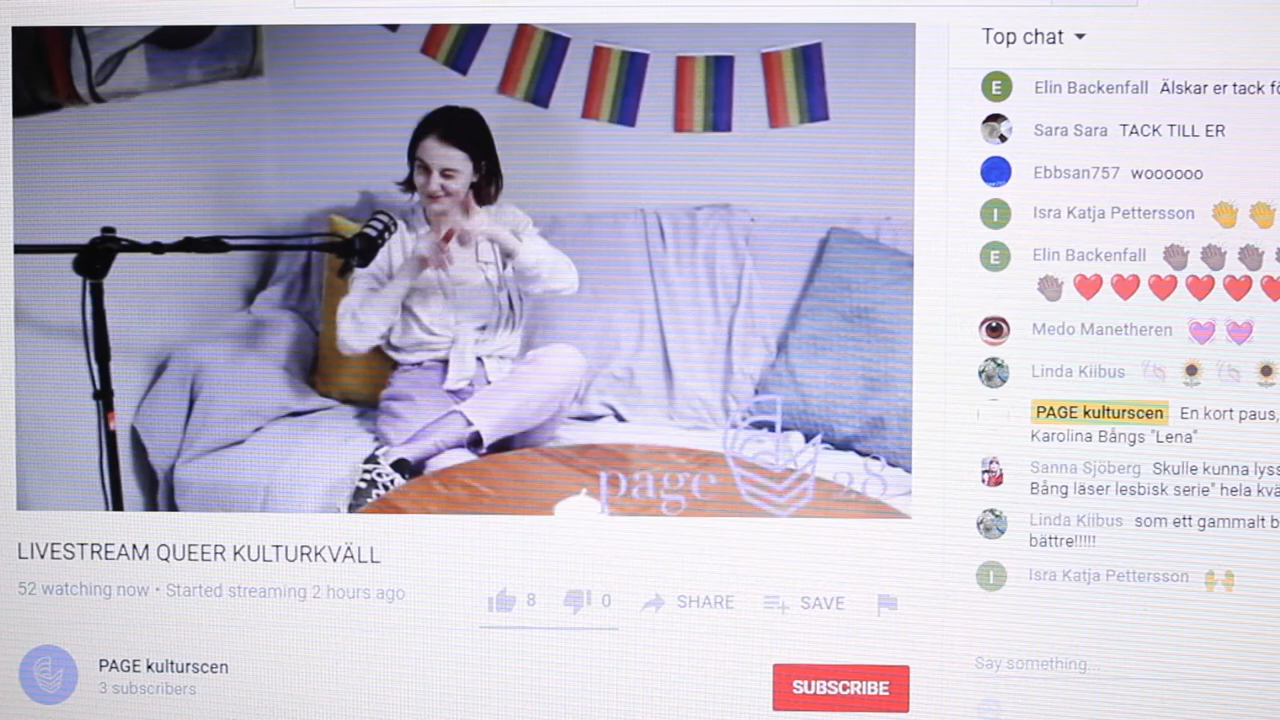 Top chat
E Elin Backenfall Älskar er tack fö
Sara Sara TACK TILL ER
Ebbsan757 woooooo
I Isra Katja Pettersson
E Elin Backenfall
Medo Manetheren
Linda Kiibus
PAGE kulturscen En kort paus,
Karolina Bångs "Lena"
Sanna Sjöberg Skulle kunna lyss
Bång läser lesbisk serie" hela kvä
Linda Kiibus som ett gammalt b
bättre!!!!!
I Isra Katja Pettersson
Say something...
page 28
LIVESTREAM QUEER KULTURKVÄLL
52 watching now • Started streaming 2 hours ago
8 0 SHARE SAVE
PAGE kulturscen
3 subscribers
SUBSCRIBE